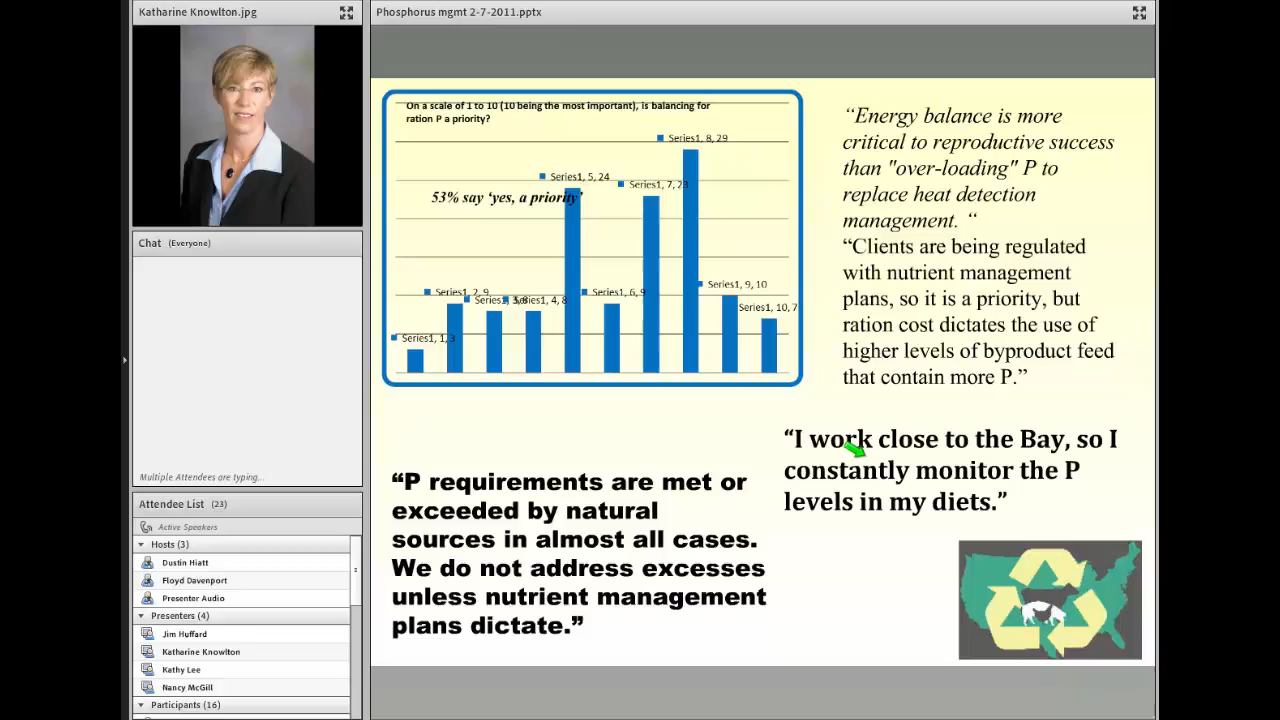 Katharine Knowlton.jpg
Chat (Everyone)
Multiple Attendees are typing...
Attendee List (23)
Active Speakers
Hosts (3)
Dustin Hiatt
Floyd Davenport
Presenter Audio
Presenters (4)
Jim Huffard
Katharine Knowlton
Kathy Lee
Nancy McGill
Participants (16)
Phosphorus mgmt 2-7-2011.pptx
On a scale of 1 to 10 (10 being the most important), is balancing for
ration P a priority?
Series1, 8, 29
Series1, 5, 24
Series1, 7, 23
53% say ‘yes, a priority’
Series1, 9, 10
Series1, 2, 9
Series1, 3, 8
Series1, 4, 8
Series1, 6, 9
Series1, 10, 7
Series1, 1, 3
“Energy balance is more
critical to reproductive success
than "over-loading" P to
replace heat detection
management. “
“Clients are being regulated
with nutrient management
plans, so it is a priority, but
ration cost dictates the use of
higher levels of byproduct feed
that contain more P.”
“I work close to the Bay, so I
constantly monitor the P
levels in my diets.”
“P requirements are met or
exceeded by natural
sources in almost all cases.
We do not address excesses
unless nutrient management
plans dictate.”